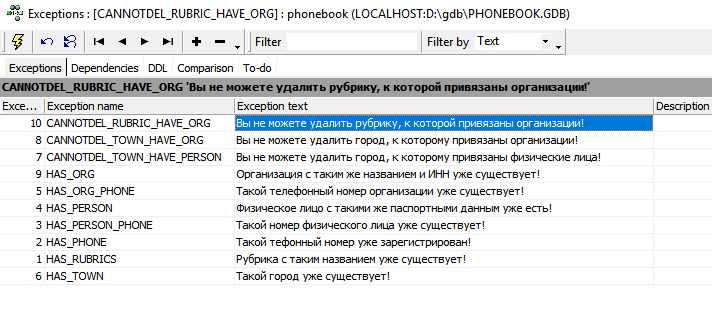 Exceptions : [CANNOTDEL_RUBRIC_HAVE_ORG] : phonebook (LOCALHOST:D:\gdb\PHONEBOOK.GDB)
Filter Filter by Text
Exceptions Dependencies DDL Comparison To-do
CANNOTDEL_RUBRIC_HAVE_ORG 'Вы не можете удалить рубрику, к которой привязаны организации!'
Exce... Exception name Exception text Description
10 CANNOTDEL_RUBRIC_HAVE_ORG Вы не можете удалить рубрику, к которой привязаны организации!
8 CANNOTDEL_TOWN_HAVE_ORG Вы не можете удалить город, к которому привязаны организации!
7 CANNOTDEL_TOWN_HAVE_PERSON Вы не можете удалить город, к которому привязаны физические лица!
9 HAS_ORG Организация с таким же названием и ИНН уже существует!
5 HAS_ORG_PHONE Такой телефонный номер организации уже существует!
4 HAS_PERSON Физическое лицо с такими же паспортными данным уже есть!
3 HAS_PERSON_PHONE Такой номер физического лица уже существует!
2 HAS_PHONE Такой тефонный номер уже зарегистрирован!
1 HAS_RUBRICS Рубрика с таким названием уже существует!
6 HAS_TOWN Такой город уже существует!